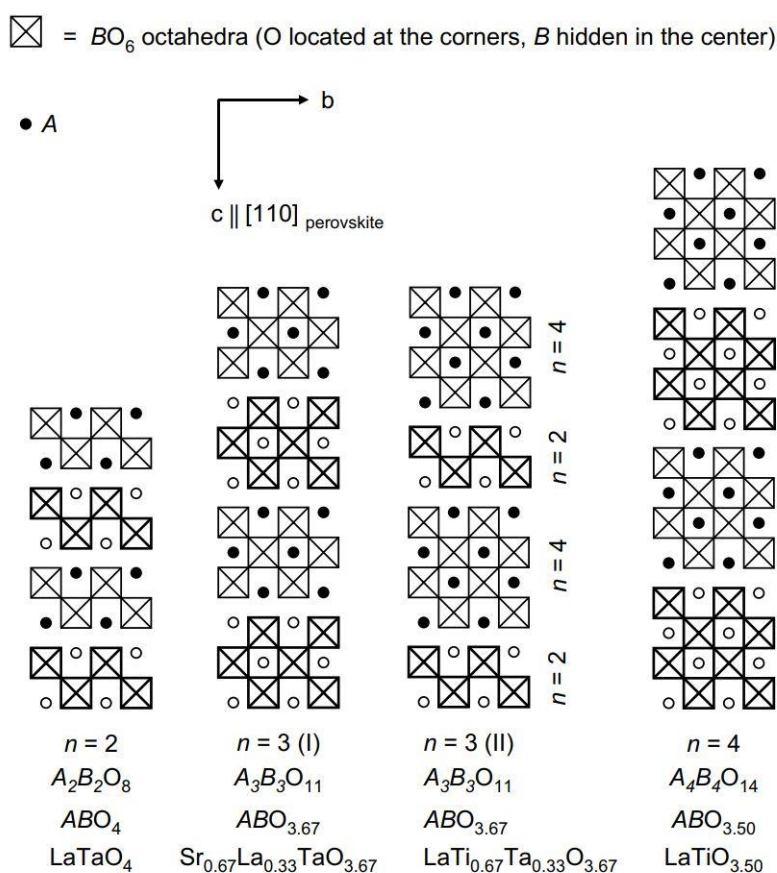 = BO₆ octahedra (O located at the corners, B hidden in the center)
b
A
c || [110] perovskite
n = 4
n = 2
n = 4
n = 2
n = 2 n = 3 (I) n = 3 (II) n = 4
A₂B₂O₈ A₃B₃O₁₁ A₃B₃O₁₁ A₄B₄O₁₄
ABO₄ ABO₃.₆₇ ABO₃.₆₇ ABO₃.₅₀
LaTaO₄ Sr₀.₆₇La₀.₃₃TaO₃.₆₇ LaTi₀.₆₇Ta₀.₃₃O₃.₆₇ LaTiO₃.₅₀